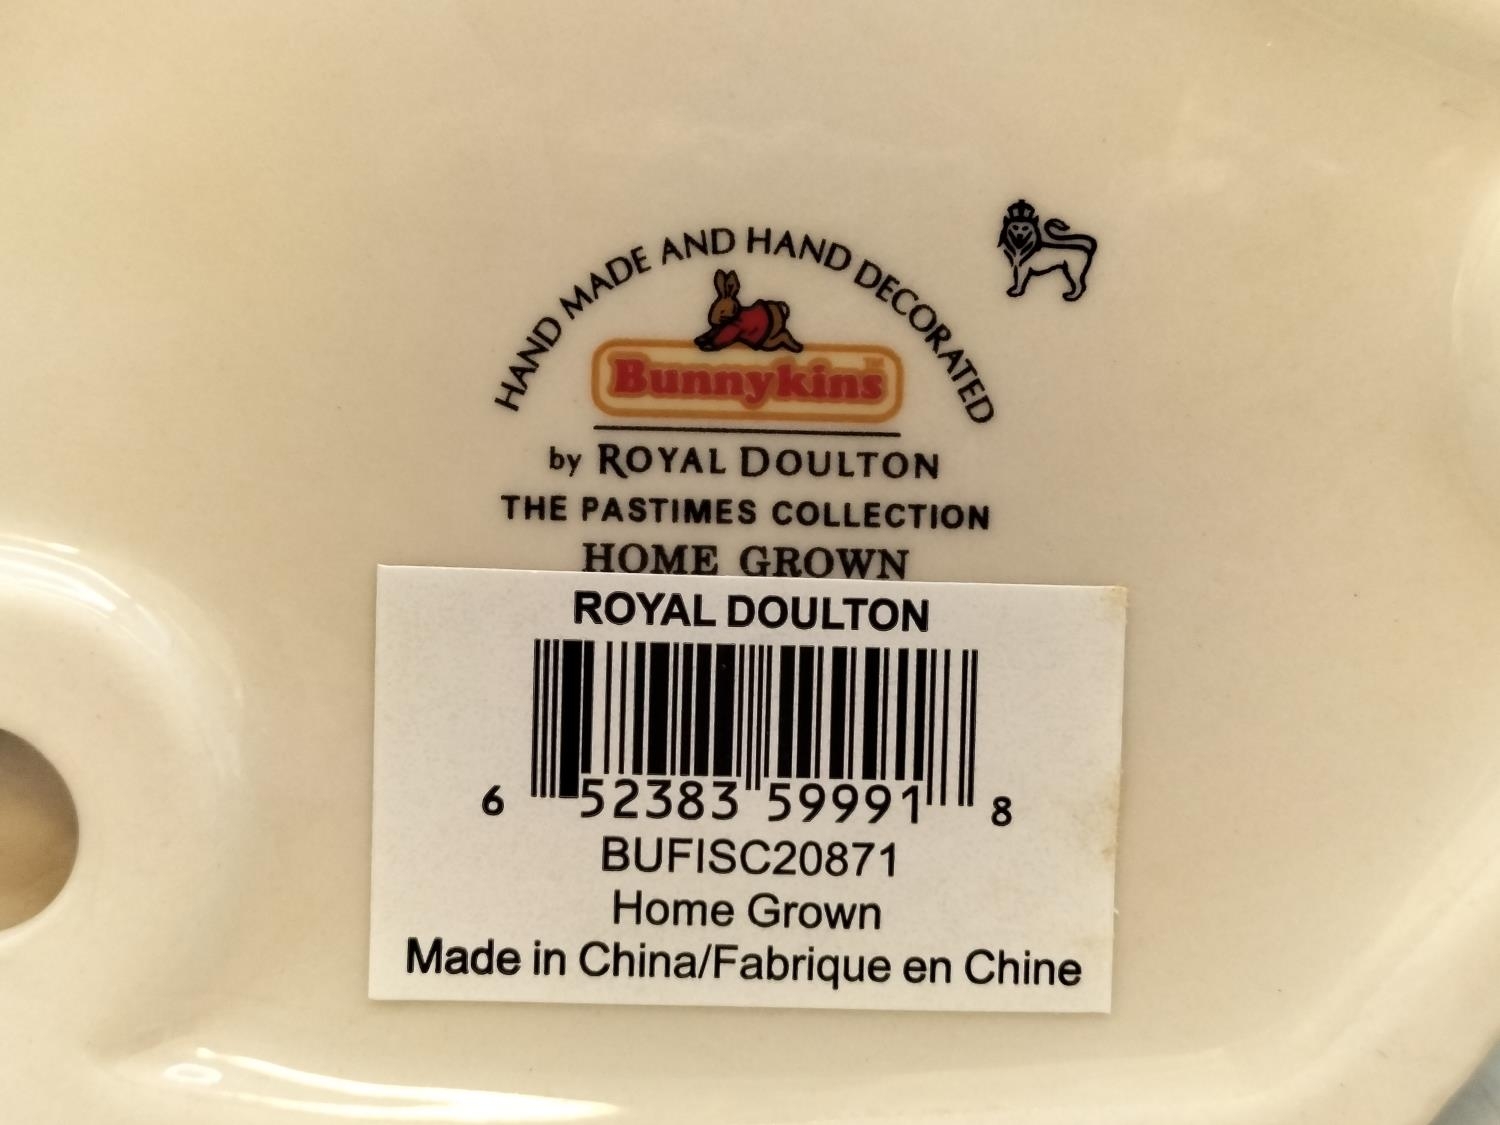 HAND MADE AND HAND DECORATED
Bunnykins™
by ROYAL DOULTON
THE PASTIMES COLLECTION
HOME GROWN
ROYAL DOULTON
6 52383 59991 8
BUFISC20871
Home Grown
Made in China/Fabrique en Chine